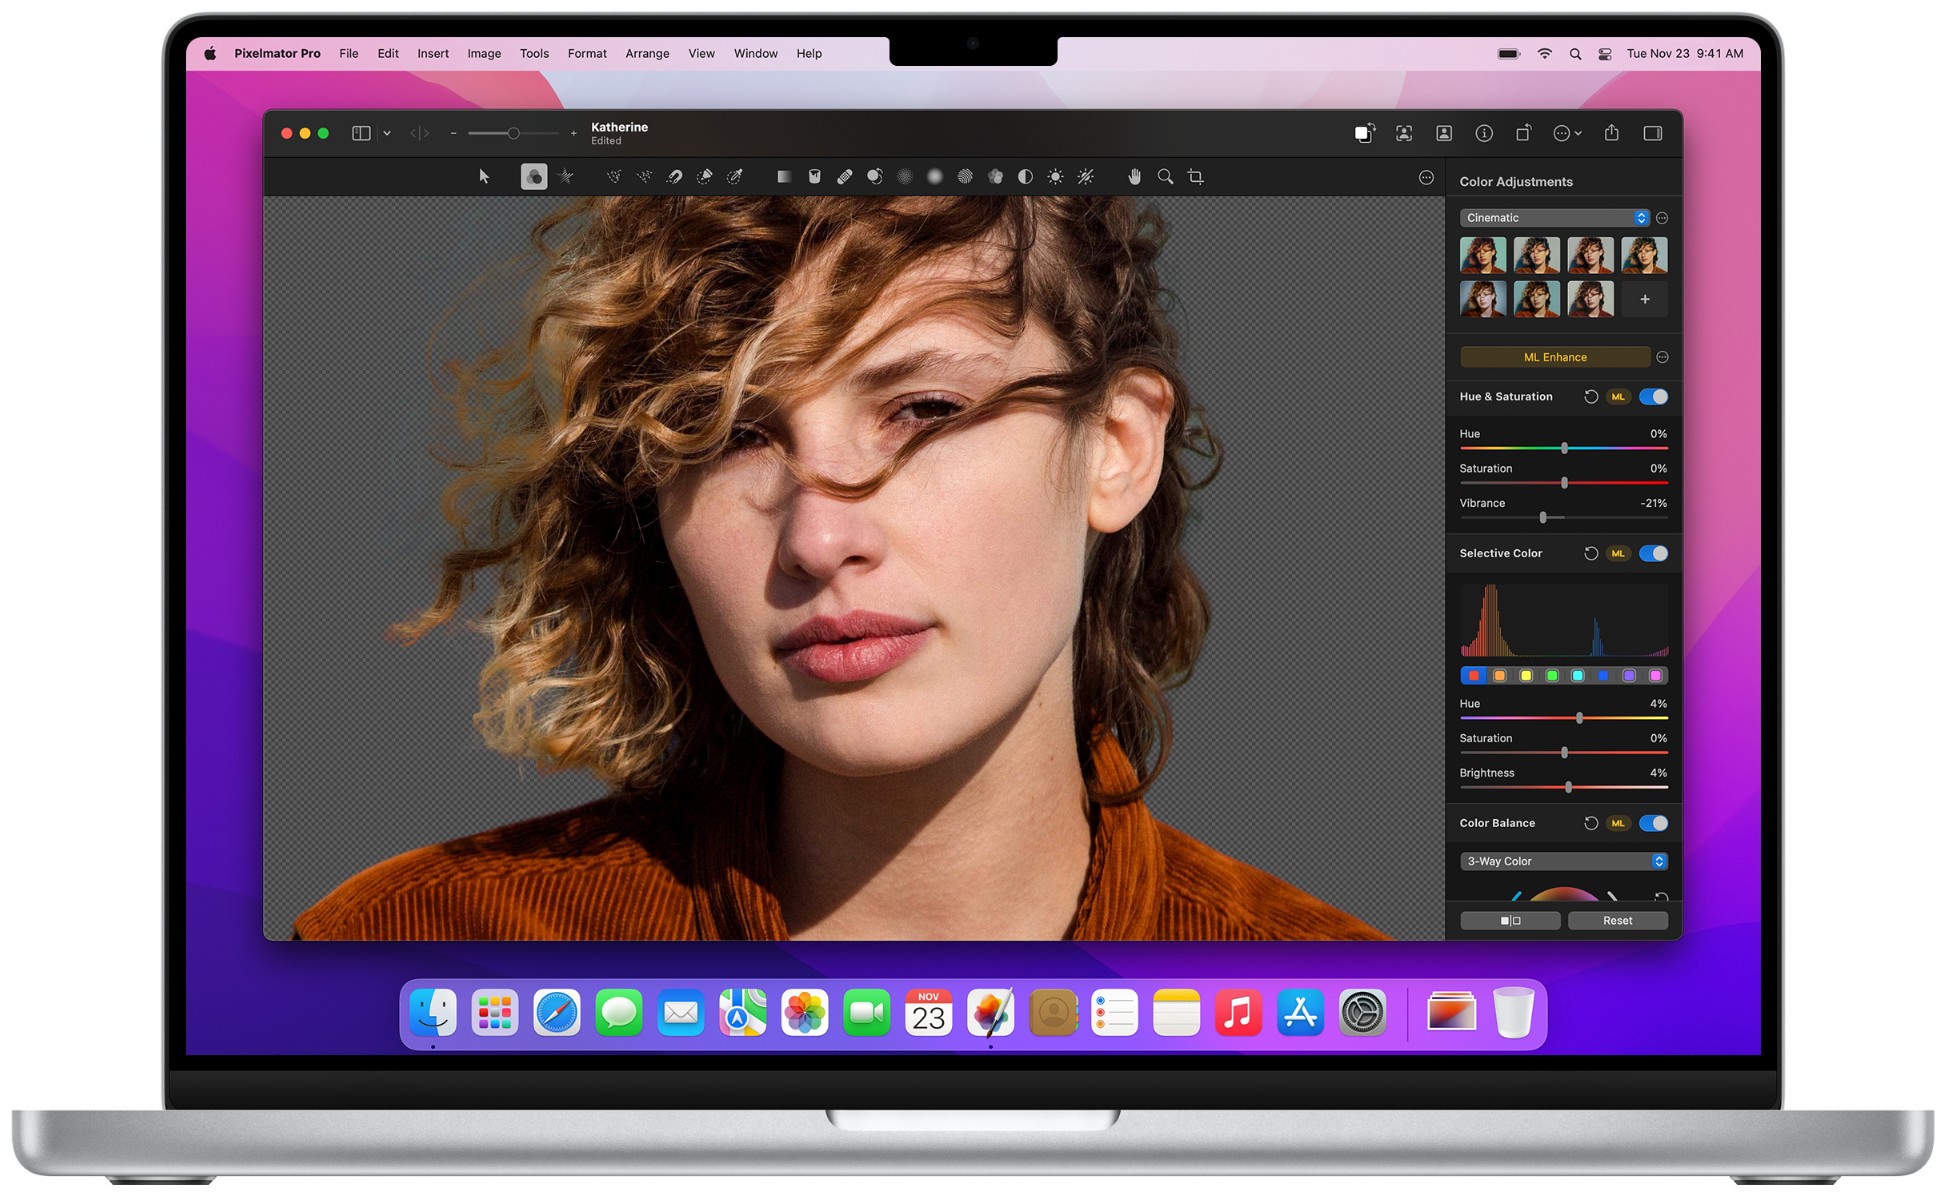 Pixelmator Pro File Edit Insert Image Tools Format Arrange View Window Help Tue Nov 23 9:41 AM
Katherine
Edited
Color Adjustments
Cinematic
ML Enhance
Hue & Saturation ML
Hue 0%
Saturation 0%
Vibrance -21%
Selective Color ML
Hue 4%
Saturation 0%
Brightness 4%
Color Balance ML
3-Way Color
Reset
NOV
23